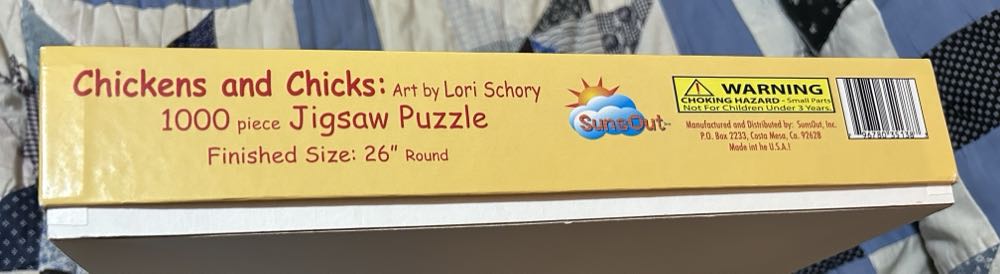 Chickens and Chicks: Art by Lori Schory
1000 piece Jigsaw Puzzle
Finished Size: 26" Round
SunsOut
WARNING
CHOKING HAZARD - Small Parts
Not For Children Under 3 Years.
Manufactured and Distributed by: SunsOut, Inc.
P.O. Box 2233, Costa Mesa, Ca. 92628
Made int he U.S.A.!